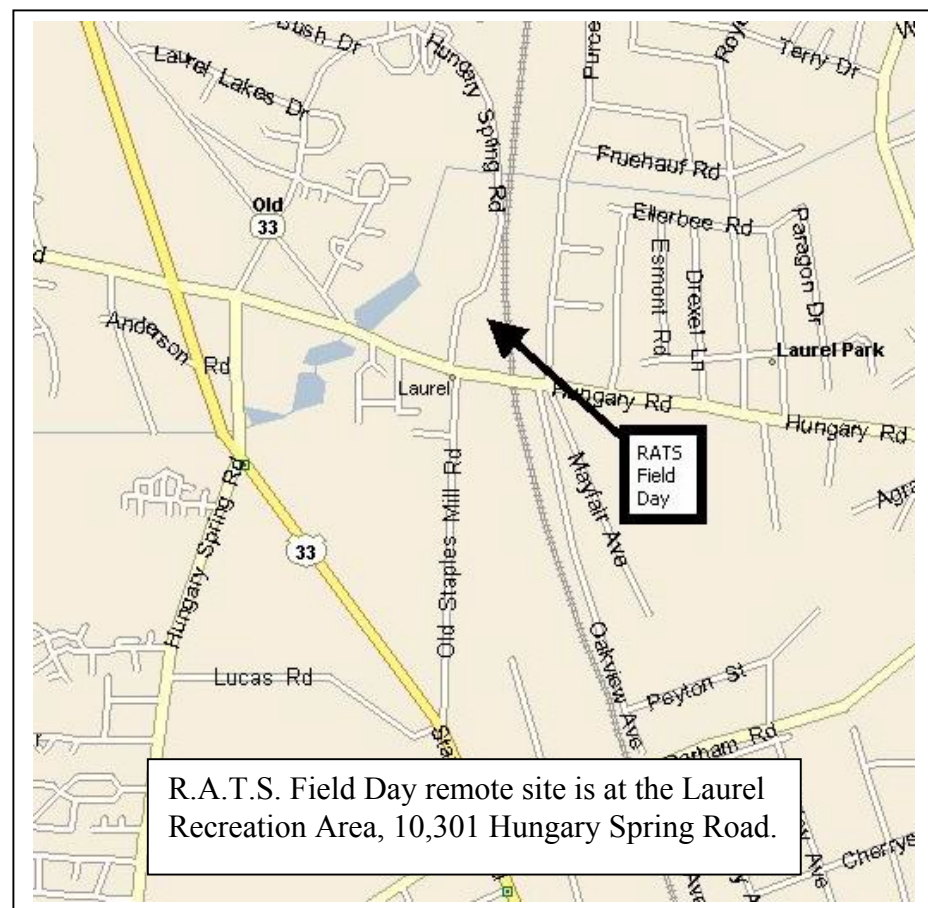 Bush Dr
Laurel Lakes Dr
Hungary Spring Rd
Terry Dr
Fruehauf Rd
Old
33
Ellerbee Rd
Paragon Dr
Esmont Rd
Drexel Ln
Anderson Rd
Laurel Park
Laurel
Hungary Rd
Hungary Rd
RATS
Field
Day
Mayfair Ave
Hungary Spring Rd
33
Old Staples Mill Rd
Oakview Ave
Lucas Rd
Peyton St
R.A.T.S. Field Day remote site is at the Laurel
Recreation Area, 10,301 Hungary Spring Road.